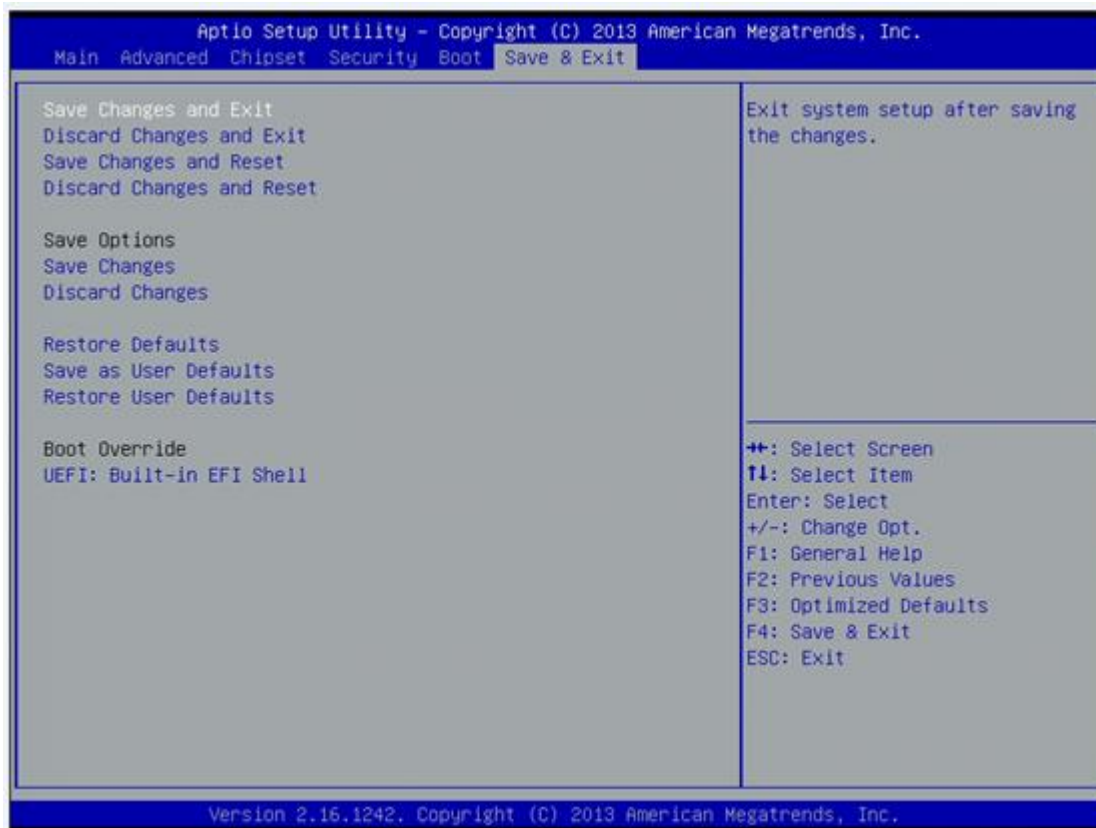 Aptio Setup Utility - Copyright (C) 2013 American Megatrends, Inc.
Main Advanced Chipset Security Boot Save & Exit
Save Changes and Exit
Discard Changes and Exit
Save Changes and Reset
Discard Changes and Reset
Save Options
Save Changes
Discard Changes
Restore Defaults
Save as User Defaults
Restore User Defaults
Boot Override
UEFI: Built-in EFI Shell
Exit system setup after saving
the changes.
→←: Select Screen
↑↓: Select Item
Enter: Select
+/-: Change Opt.
F1: General Help
F2: Previous Values
F3: Optimized Defaults
F4: Save & Exit
ESC: Exit
Version 2.16.1242. Copyright (C) 2013 American Megatrends, Inc.